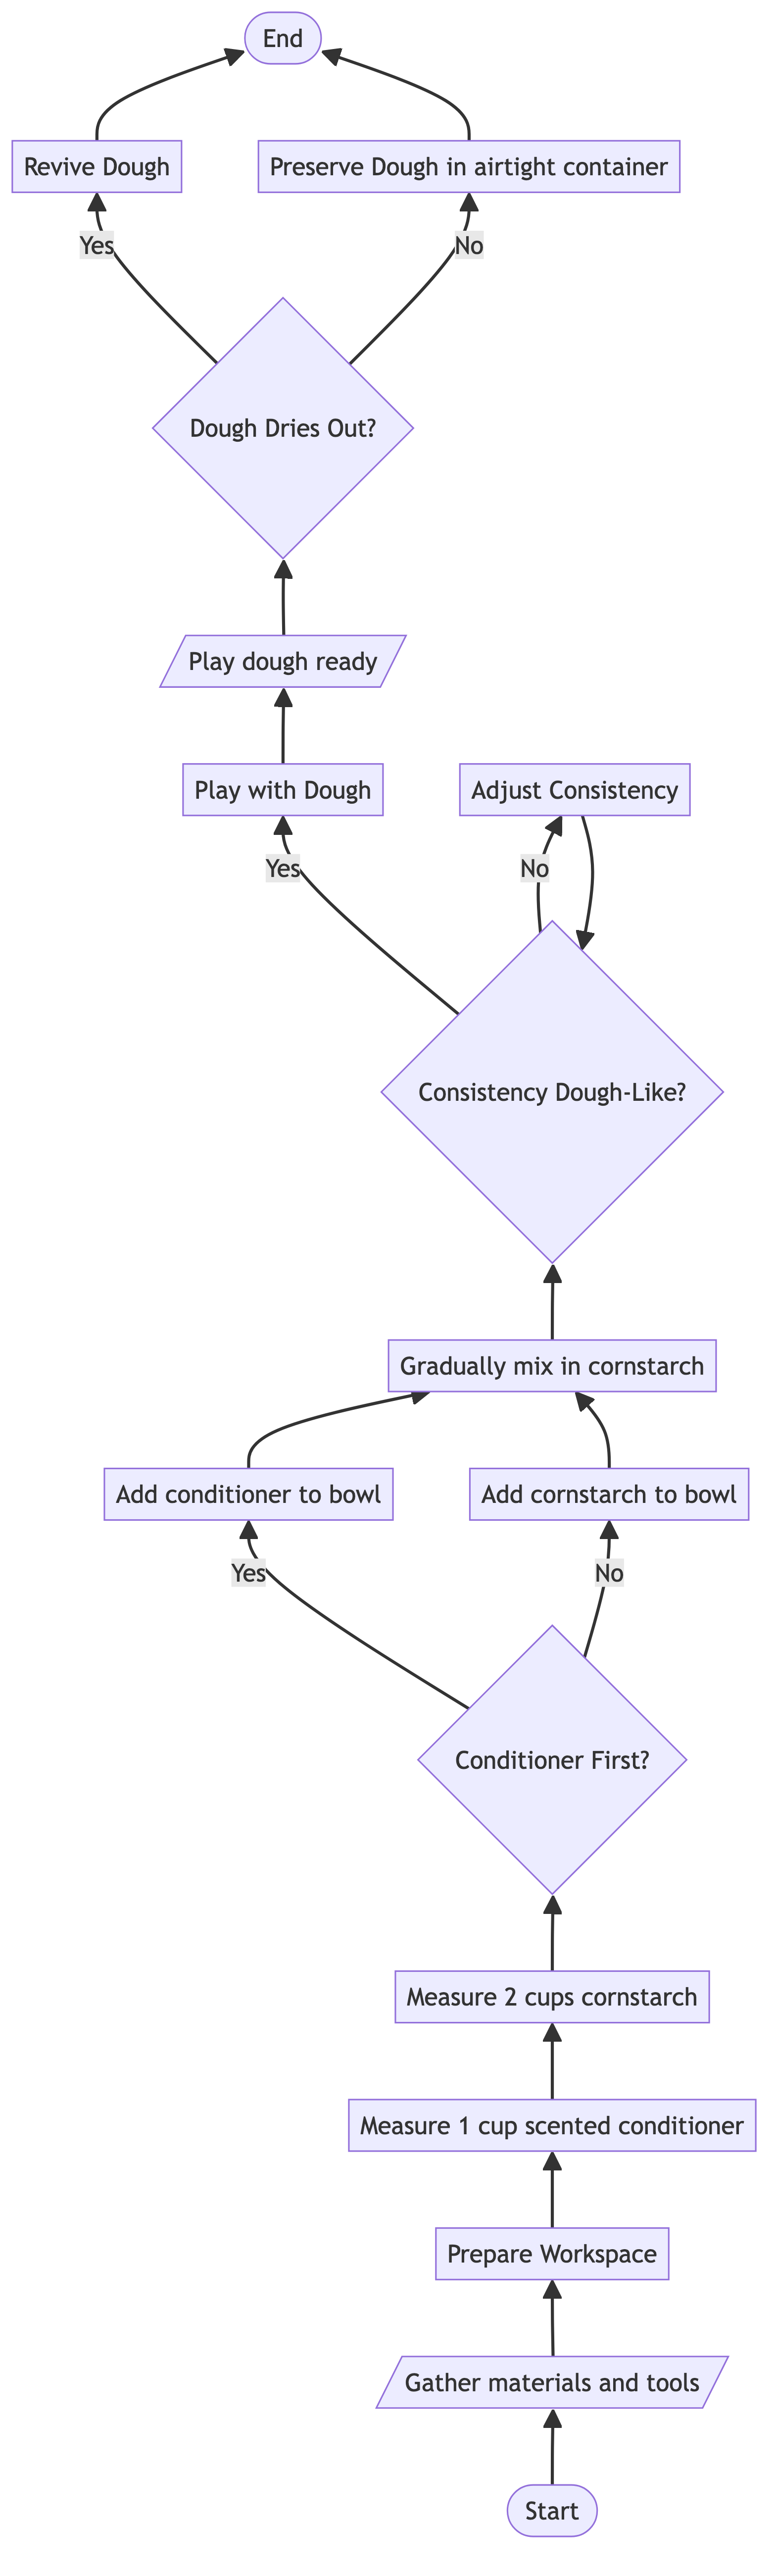 End
Revive Dough
Preserve Dough in airtight container
Yes
No
Dough Dries Out?
Play dough ready
Play with Dough
Adjust Consistency
Yes
No
Consistency Dough-Like?
Gradually mix in cornstarch
Add conditioner to bowl
Add cornstarch to bowl
Yes
No
Conditioner First?
Measure 2 cups cornstarch
Measure 1 cup scented conditioner
Prepare Workspace
Gather materials and tools
Start